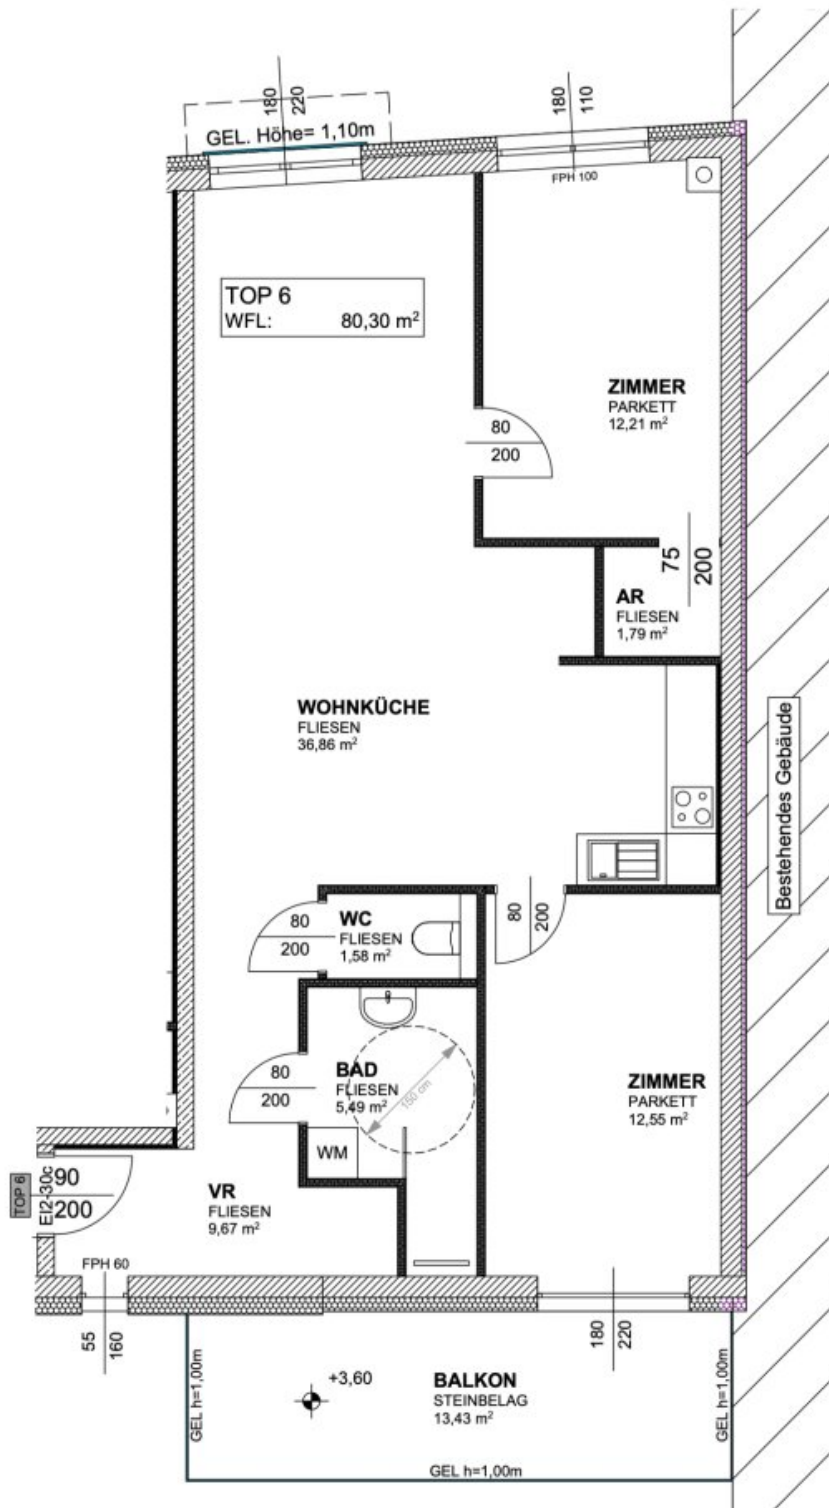 180
220
180
110
GEL. Höhe= 1,10m
FPH 100
TOP 6
WFL: 80,30 m²
ZIMMER
PARKETT
12,21 m²
80
200
75
200
AR
FLIESEN
1,79 m²
WOHNKÜCHE
FLIESEN
36,86 m²
Bestehendes Gebäude
80
200
WC
FLIESEN
1,58 m²
80
200
BAD
FLIESEN
5,49 m²
150 cm
80
200
ZIMMER
PARKETT
12,55 m²
WM
TOP 6
EI2-30c
90
200
VR
FLIESEN
9,67 m²
FPH 60
55
160
180
220
GEL h=1,00m
+3,60
BALKON
STEINBELAG
13,43 m²
GEL h=1,00m
GEL h=1,00m